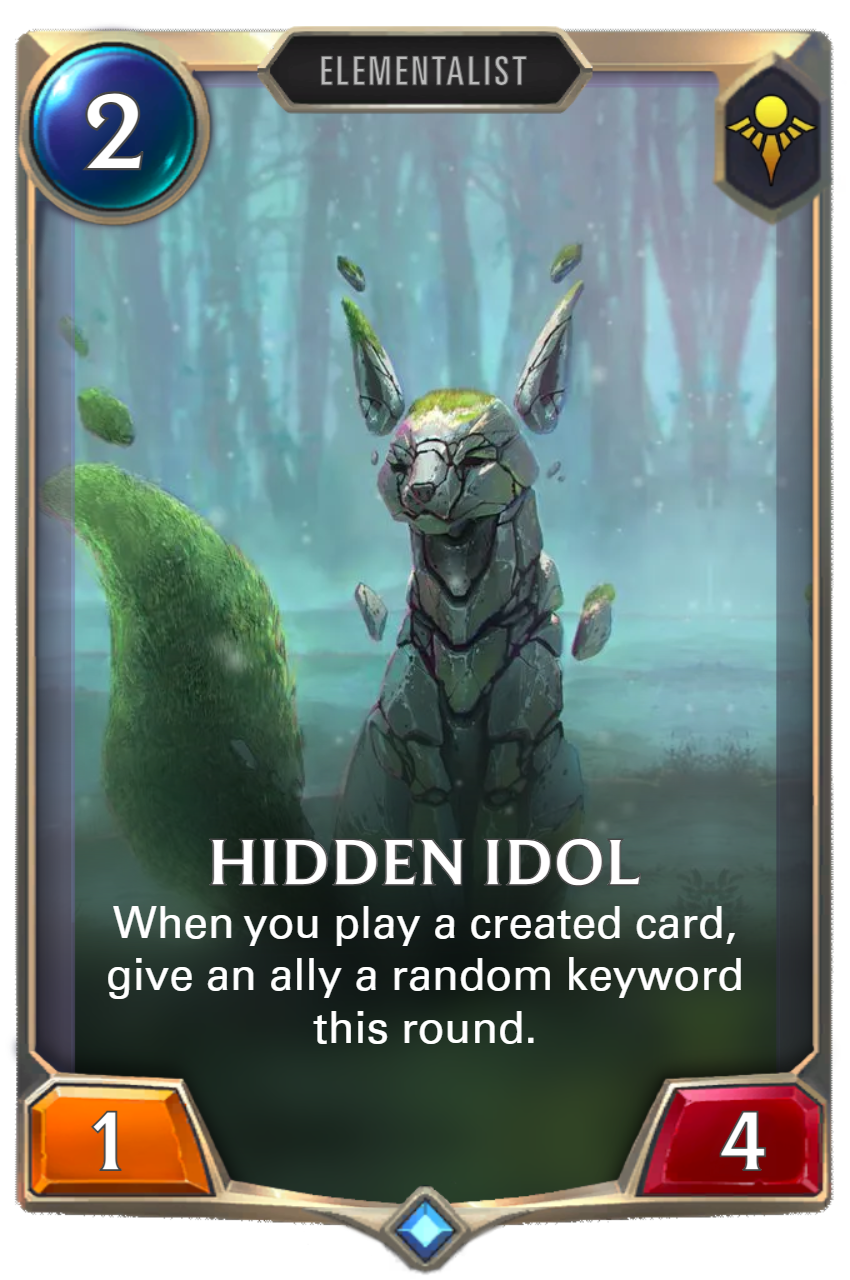 ELEMENTALIST
2
HIDDEN IDOL
When you play a created card,
give an ally a random keyword
this round.
1
4